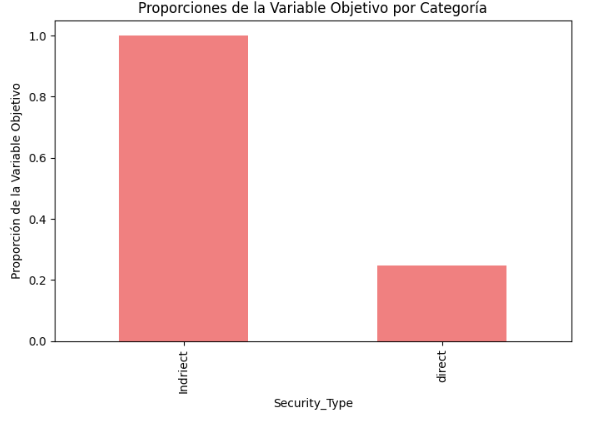 Proporciones de la Variable Objetivo por Categoría
Proporción de la Variable Objetivo
1.0
0.8
0.6
0.4
0.2
0.0
Indriect
direct
Security_Type